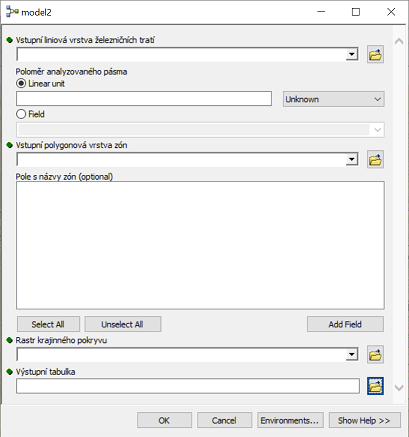 model2
Vstupní liniová vrstva železničních tratí
Poloměr analyzovaného pásma
Linear unit
Unknown
Field
Vstupní polygonová vrstva zón
Pole s názvy zón (optional)
Select All
Unselect All
Add Field
Rastr krajinného pokryvu
Výstupní tabulka
OK
Cancel
Environments...
Show Help >>